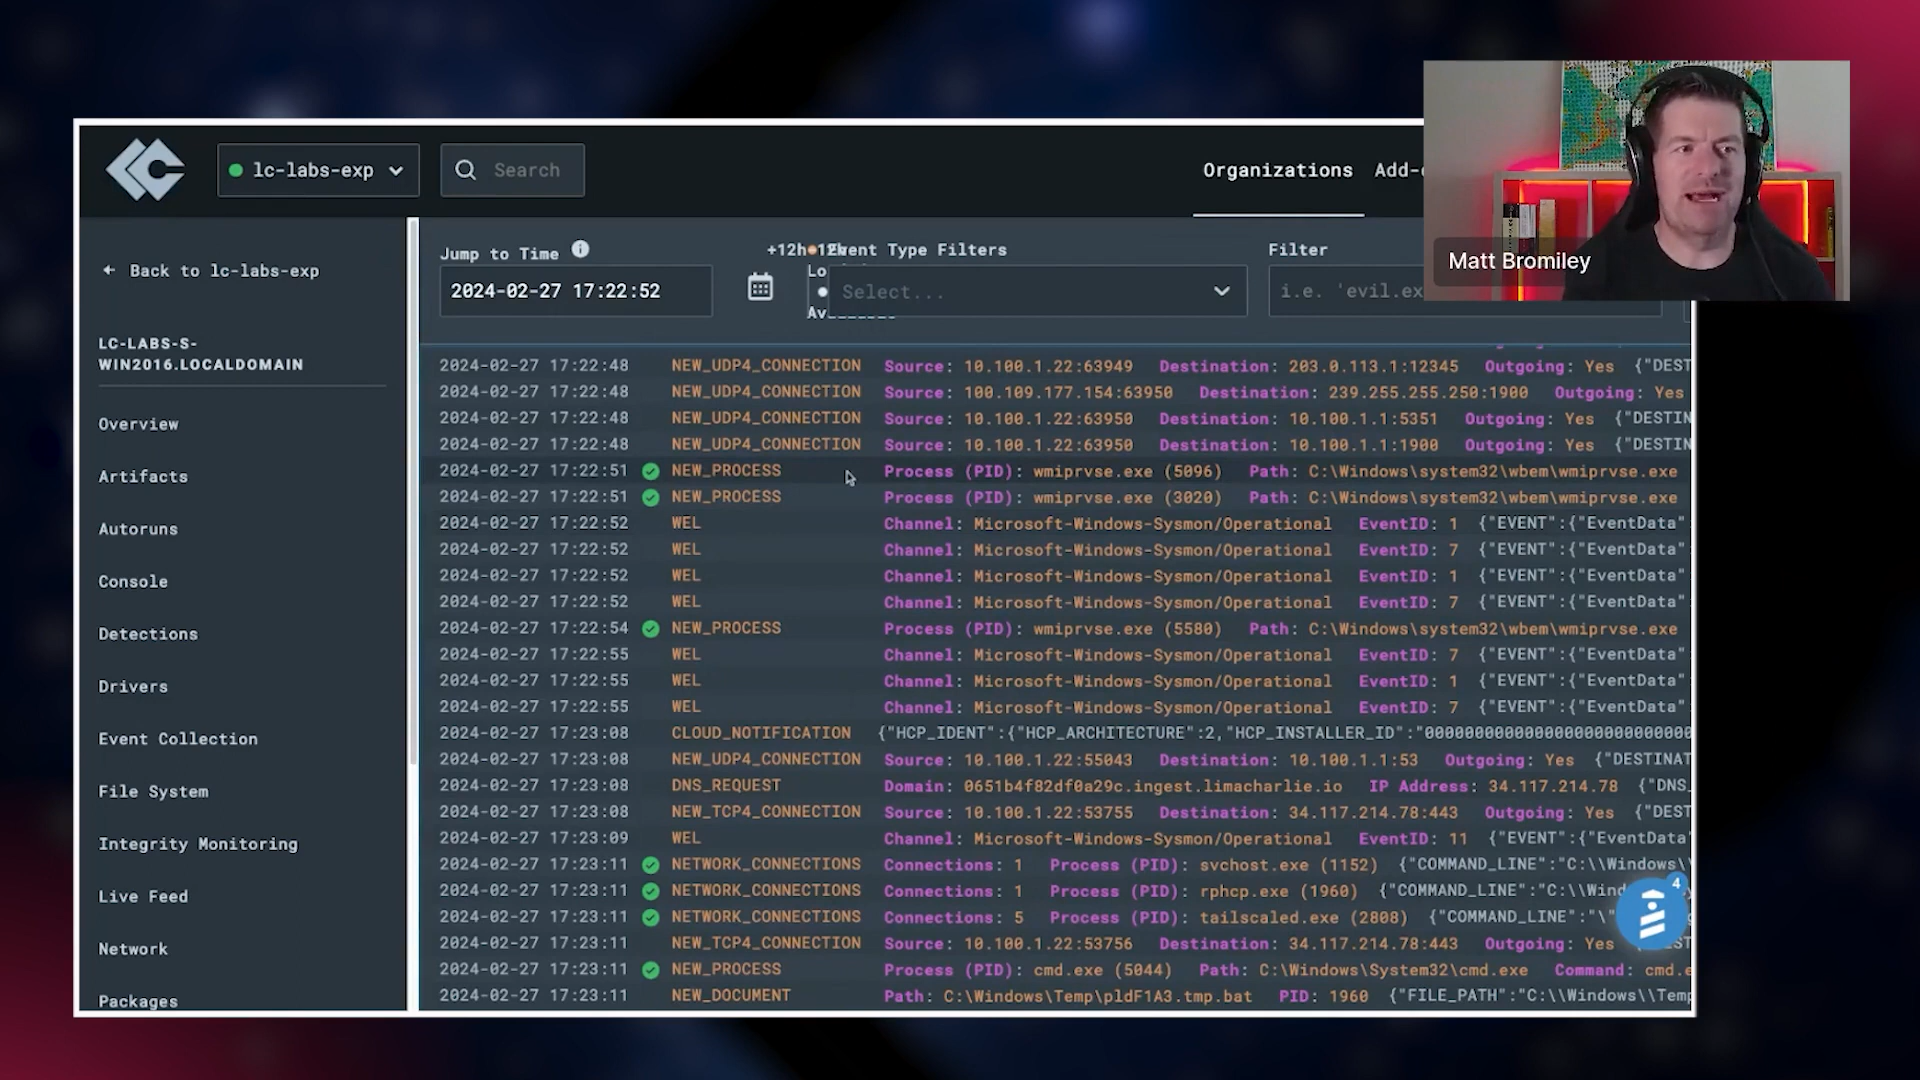 lc-labs-exp
Search
Organizations
Matt Bromiley
← Back to lc-labs-exp
LC-LABS-S-
WIN2016.LOCALDOMAIN
Overview
Artifacts
Autoruns
Console
Detections
Drivers
Event Collection
File System
Integrity Monitoring
Live Feed
Network
Packages
Jump to Time
2024-02-27 17:22:52
+12h
Event Type Filters
Select...
Filter
i.e. 'evil.ex
2024-02-27 17:22:48 NEW_UDP4_CONNECTION Source: 10.100.1.22:63949 Destination: 203.0.113.1:12345 Outgoing: Yes {"DEST
2024-02-27 17:22:48 NEW_UDP4_CONNECTION Source: 100.109.177.154:63950 Destination: 239.255.255.250:1900 Outgoing: Yes
2024-02-27 17:22:48 NEW_UDP4_CONNECTION Source: 10.100.1.22:63950 Destination: 10.100.1.1:5351 Outgoing: Yes {"DESTIN
2024-02-27 17:22:48 NEW_UDP4_CONNECTION Source: 10.100.1.22:63950 Destination: 10.100.1.1:1900 Outgoing: Yes {"DESTIN
2024-02-27 17:22:51 NEW_PROCESS Process (PID): wmiprvse.exe (5096) Path: C:\Windows\system32\wbem\wmiprvse.exe
2024-02-27 17:22:51 NEW_PROCESS Process (PID): wmiprvse.exe (3020) Path: C:\Windows\system32\wbem\wmiprvse.exe
2024-02-27 17:22:52 WEL Channel: Microsoft-Windows-Sysmon/Operational EventID: 1 {"EVENT":{"EventData"
2024-02-27 17:22:52 WEL Channel: Microsoft-Windows-Sysmon/Operational EventID: 7 {"EVENT":{"EventData"
2024-02-27 17:22:52 WEL Channel: Microsoft-Windows-Sysmon/Operational EventID: 1 {"EVENT":{"EventData"
2024-02-27 17:22:52 WEL Channel: Microsoft-Windows-Sysmon/Operational EventID: 7 {"EVENT":{"EventData"
2024-02-27 17:22:54 NEW_PROCESS Process (PID): wmiprvse.exe (5580) Path: C:\Windows\system32\wbem\wmiprvse.exe
2024-02-27 17:22:55 WEL Channel: Microsoft-Windows-Sysmon/Operational EventID: 7 {"EVENT":{"EventData"
2024-02-27 17:22:55 WEL Channel: Microsoft-Windows-Sysmon/Operational EventID: 1 {"EVENT":{"EventData"
2024-02-27 17:22:55 WEL Channel: Microsoft-Windows-Sysmon/Operational EventID: 7 {"EVENT":{"EventData"
2024-02-27 17:23:08 CLOUD_NOTIFICATION {"HCP_IDENT":{"HCP_ARCHITECTURE":2,"HCP_INSTALLER_ID":"000000000000000000000000000
2024-02-27 17:23:08 NEW_UDP4_CONNECTION Source: 10.100.1.22:55043 Destination: 10.100.1.1:53 Outgoing: Yes {"DESTINAT
2024-02-27 17:23:08 DNS_REQUEST Domain: 0651b4f82df0a29c.ingest.limacharlie.io IP Address: 34.117.214.78 {"DNS_
2024-02-27 17:23:08 NEW_TCP4_CONNECTION Source: 10.100.1.22:53755 Destination: 34.117.214.78:443 Outgoing: Yes {"DEST
2024-02-27 17:23:09 WEL Channel: Microsoft-Windows-Sysmon/Operational EventID: 11 {"EVENT":{"EventData"
2024-02-27 17:23:11 NETWORK_CONNECTIONS Connections: 1 Process (PID): svchost.exe (1152) {"COMMAND_LINE":"C:\\Windows\\
2024-02-27 17:23:11 NETWORK_CONNECTIONS Connections: 1 Process (PID): rphcp.exe (1960) {"COMMAND_LINE":"C:\\Wind
4
2024-02-27 17:23:11 NETWORK_CONNECTIONS Connections: 5 Process (PID): tailscaled.exe (2808) {"COMMAND_LINE":"\"
2024-02-27 17:23:11 NEW_TCP4_CONNECTION Source: 10.100.1.22:53756 Destination: 34.117.214.78:443 Outgoing: Yes
2024-02-27 17:23:11 NEW_PROCESS Process (PID): cmd.exe (5044) Path: C:\Windows\System32\cmd.exe Command: cmd.e
2024-02-27 17:23:11 NEW_DOCUMENT Path: C:\Windows\Temp\pldF1A3.tmp.bat PID: 1960 {"FILE_PATH":"C:\\Windows\\Temp